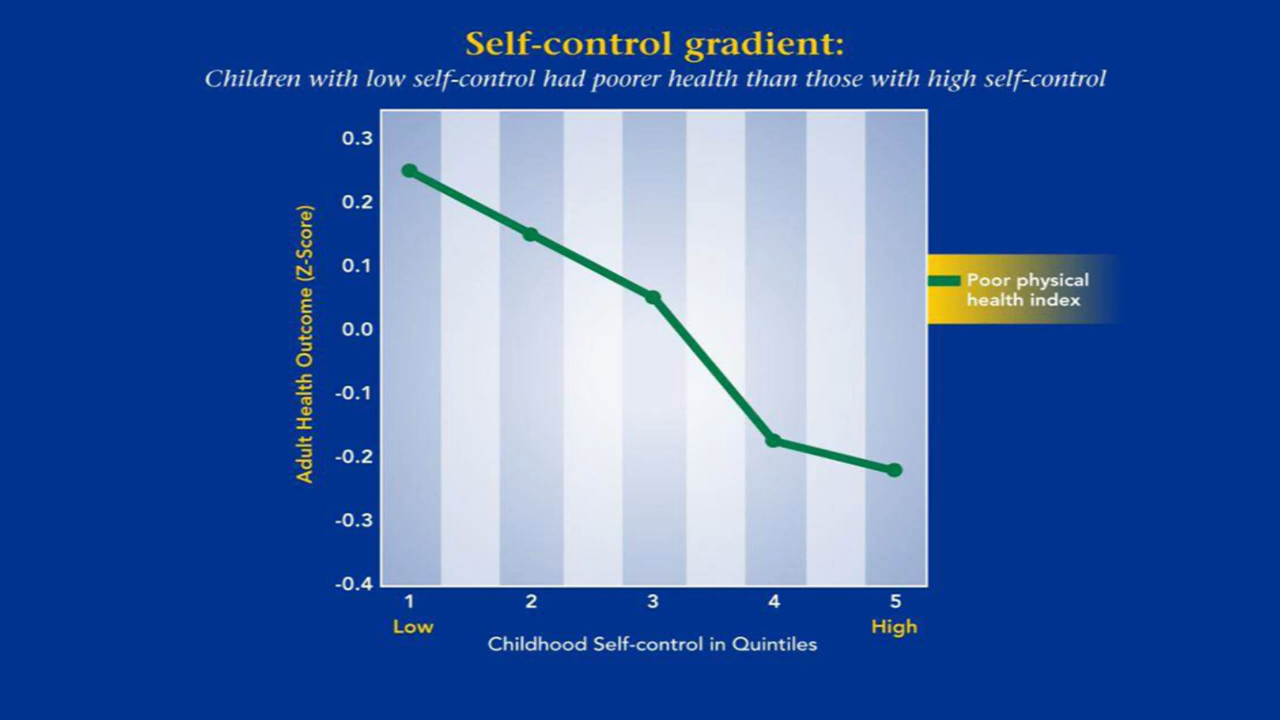 Self-control gradient:
Children with low self-control had poorer health than those with high self-control
0.3
0.2
0.1
0.0
-0.1
-0.2
-0.3
-0.4
Adult Health Outcome (Z-Score)
Poor physical
health index
1 2 3 4 5
Low High
Childhood Self-control in Quintiles